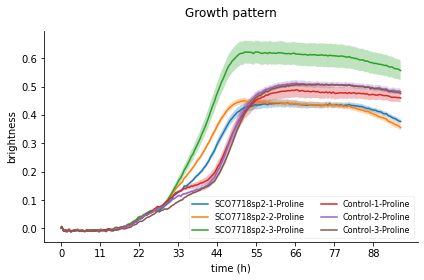 Growth pattern
brightness
0.6
0.5
0.4
0.3
0.2
0.1
0.0
SCO7718sp2-1-Proline
SCO7718sp2-2-Proline
SCO7718sp2-3-Proline
Control-1-Proline
Control-2-Proline
Control-3-Proline
0 11 22 33 44 55 66 77 88
time (h)